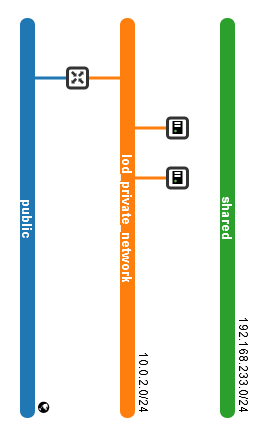 public
lod_private_network
10.0.2.0/24
shared
192.168.233.0/24